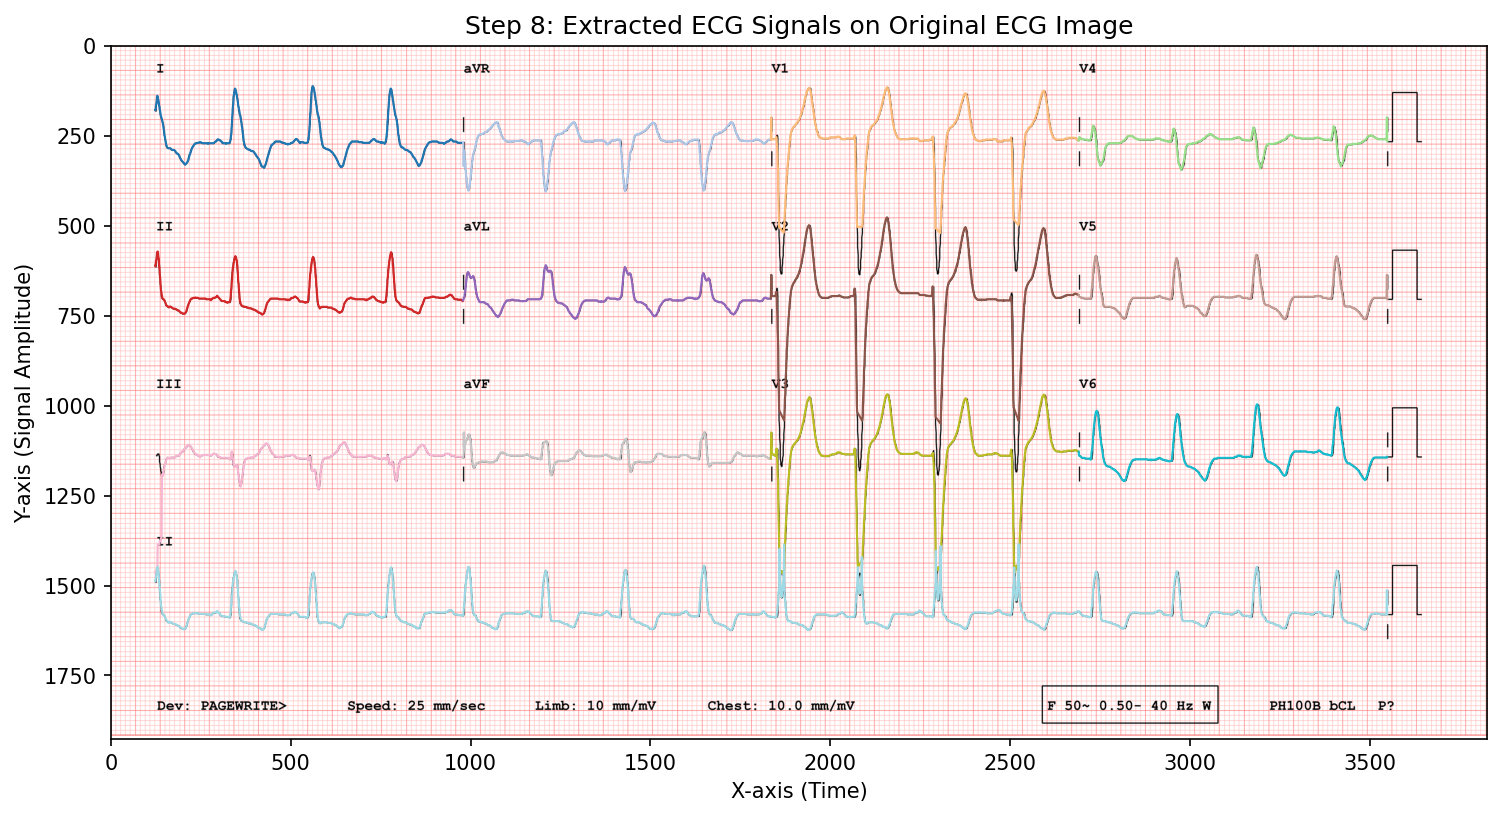 Step 8: Extracted ECG Signals on Original ECG Image
0
I aVR V1 V4
250
500
II aVL V2 V5
750
III aVF V3 V6
1000
1250
II
1500
1750
Dev: PAGEWRITE> Speed: 25 mm/sec Limb: 10 mm/mV Chest: 10.0 mm/mV F 50~ 0.50- 40 Hz W PH100B bCL P?
0 500 1000 1500 2000 2500 3000 3500
X-axis (Time)
Y-axis (Signal Amplitude)